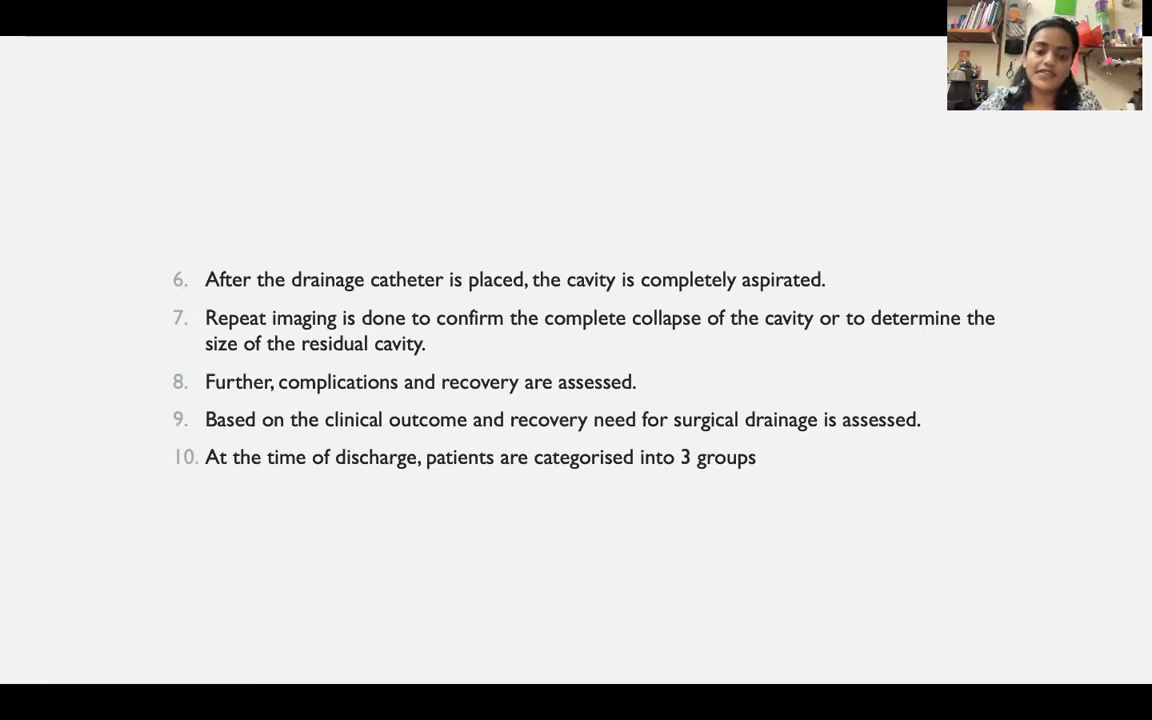 6. After the drainage catheter is placed, the cavity is completely aspirated.
7. Repeat imaging is done to confirm the complete collapse of the cavity or to determine the
size of the residual cavity.
8. Further, complications and recovery are assessed.
9. Based on the clinical outcome and recovery need for surgical drainage is assessed.
10. At the time of discharge, patients are categorised into 3 groups